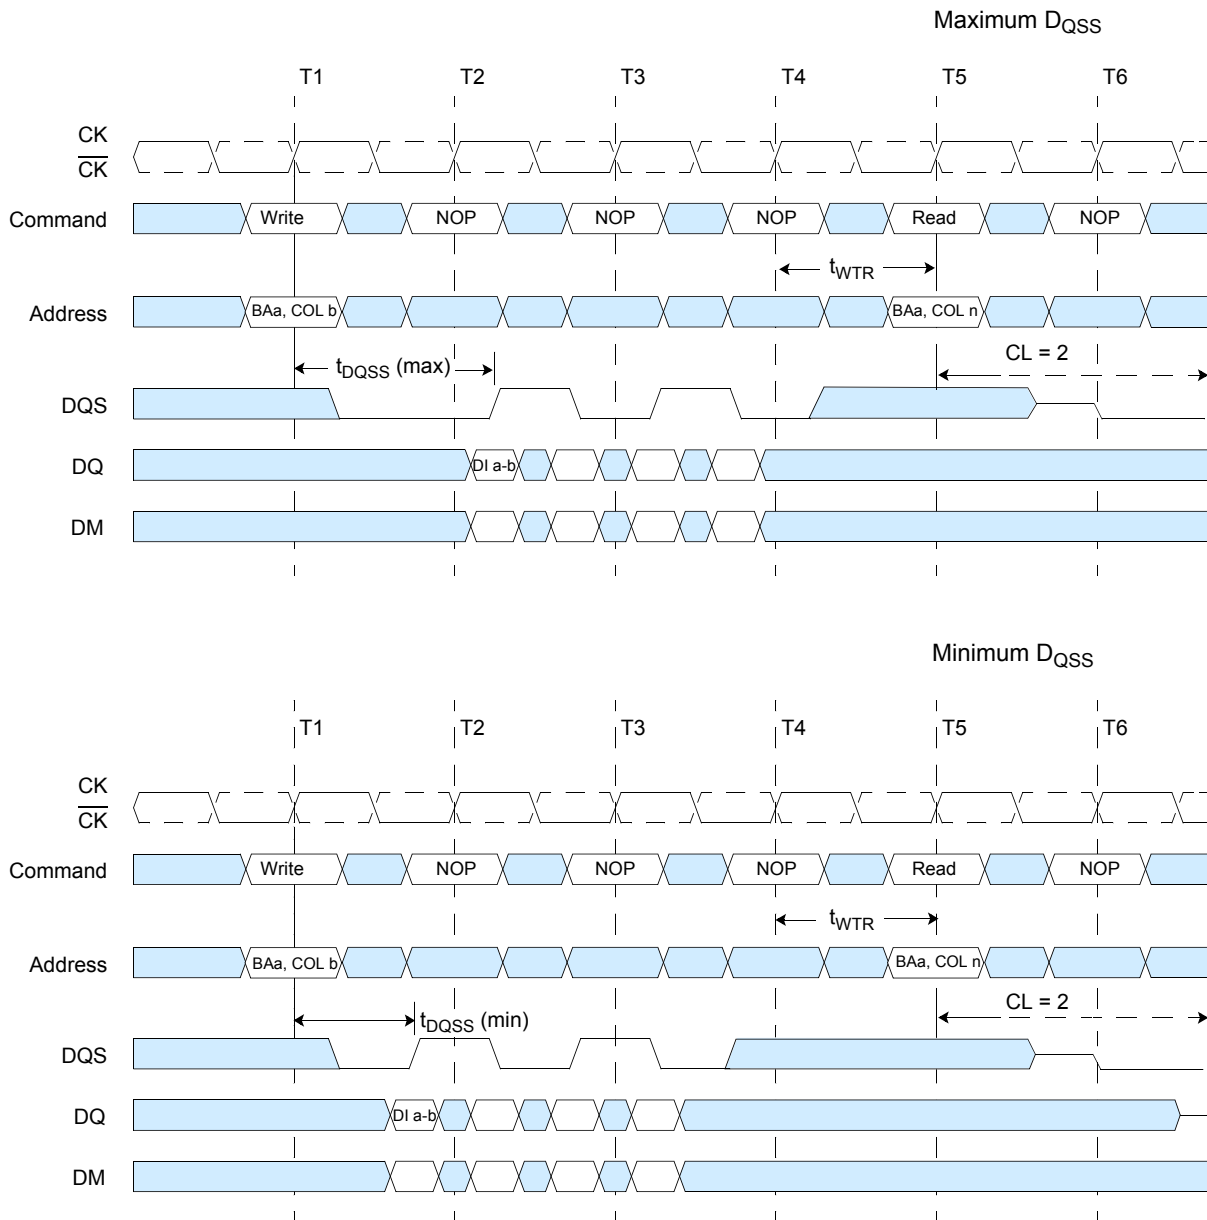 Maximum DQSS
T1 T2 T3 T4 T5 T6
CK
CK
Command Write NOP NOP NOP Read NOP
tWTR
Address BAa, COL b BAa, COL n
tDQSS (max) CL = 2
DQS
DQ DI a-b
DM
Minimum DQSS
T1 T2 T3 T4 T5 T6
CK
CK
Command Write NOP NOP NOP Read NOP
tWTR
Address BAa, COL b BAa, COL n
tDQSS (min) CL = 2
DQS
DQ DI a-b
DM